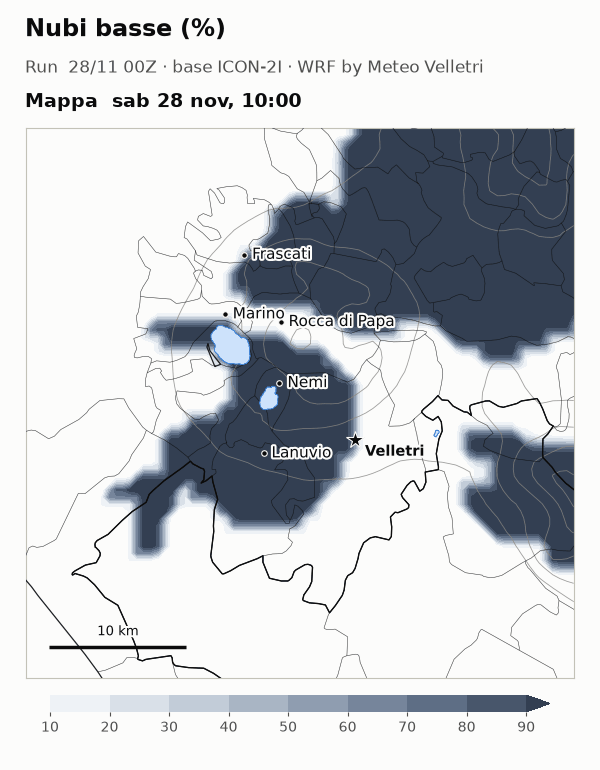 Nubi basse (%)
Run  28/11 00Z · base ICON-2I · WRF by Meteo Velletri
Mappa  sab 28 nov, 10:00
Frascati
Marino
Rocca di Papa
Nemi
Velletri
Lanuvio
10 km
10 20 30 40 50 60 70 80 90